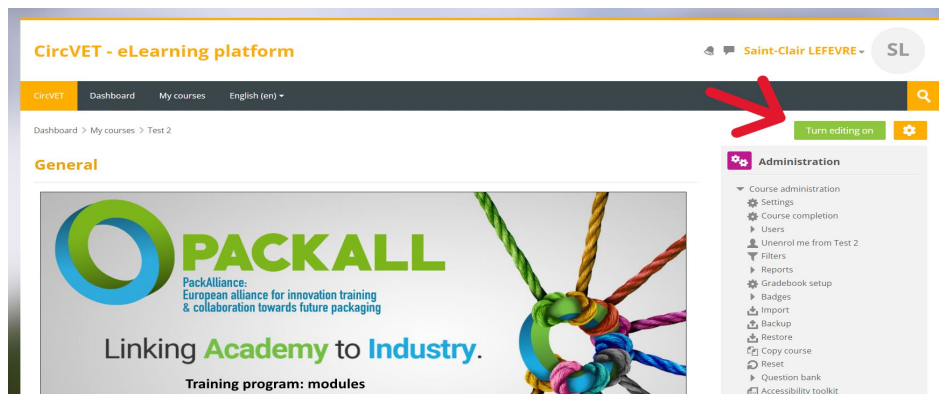 CircVET - eLearning platform
Saint-Clair LEFEVRE
SL
CircVET Dashboard My courses English (en)
Dashboard > My courses > Test 2
Turn editing on
General
PACKALL
PackAlliance:
European alliance for innovation training
& collaboration towards future packaging
Linking Academy to Industry.
Training program: modules
Administration
Course administration
Settings
Course completion
Users
Unenrol me from Test 2
Filters
Reports
Gradebook setup
Badges
Import
Backup
Restore
Copy course
Reset
Question bank
Accessibility toolkit